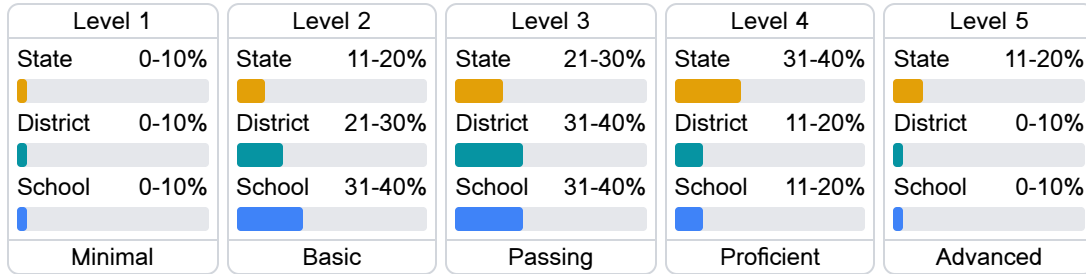 Level 1
State 0-10%
District 0-10%
School 0-10%
Minimal
Level 2
State 11-20%
District 21-30%
School 31-40%
Basic
Level 3
State 21-30%
District 31-40%
School 31-40%
Passing
Level 4
State 31-40%
District 11-20%
School 11-20%
Proficient
Level 5
State 11-20%
District 0-10%
School 0-10%
Advanced